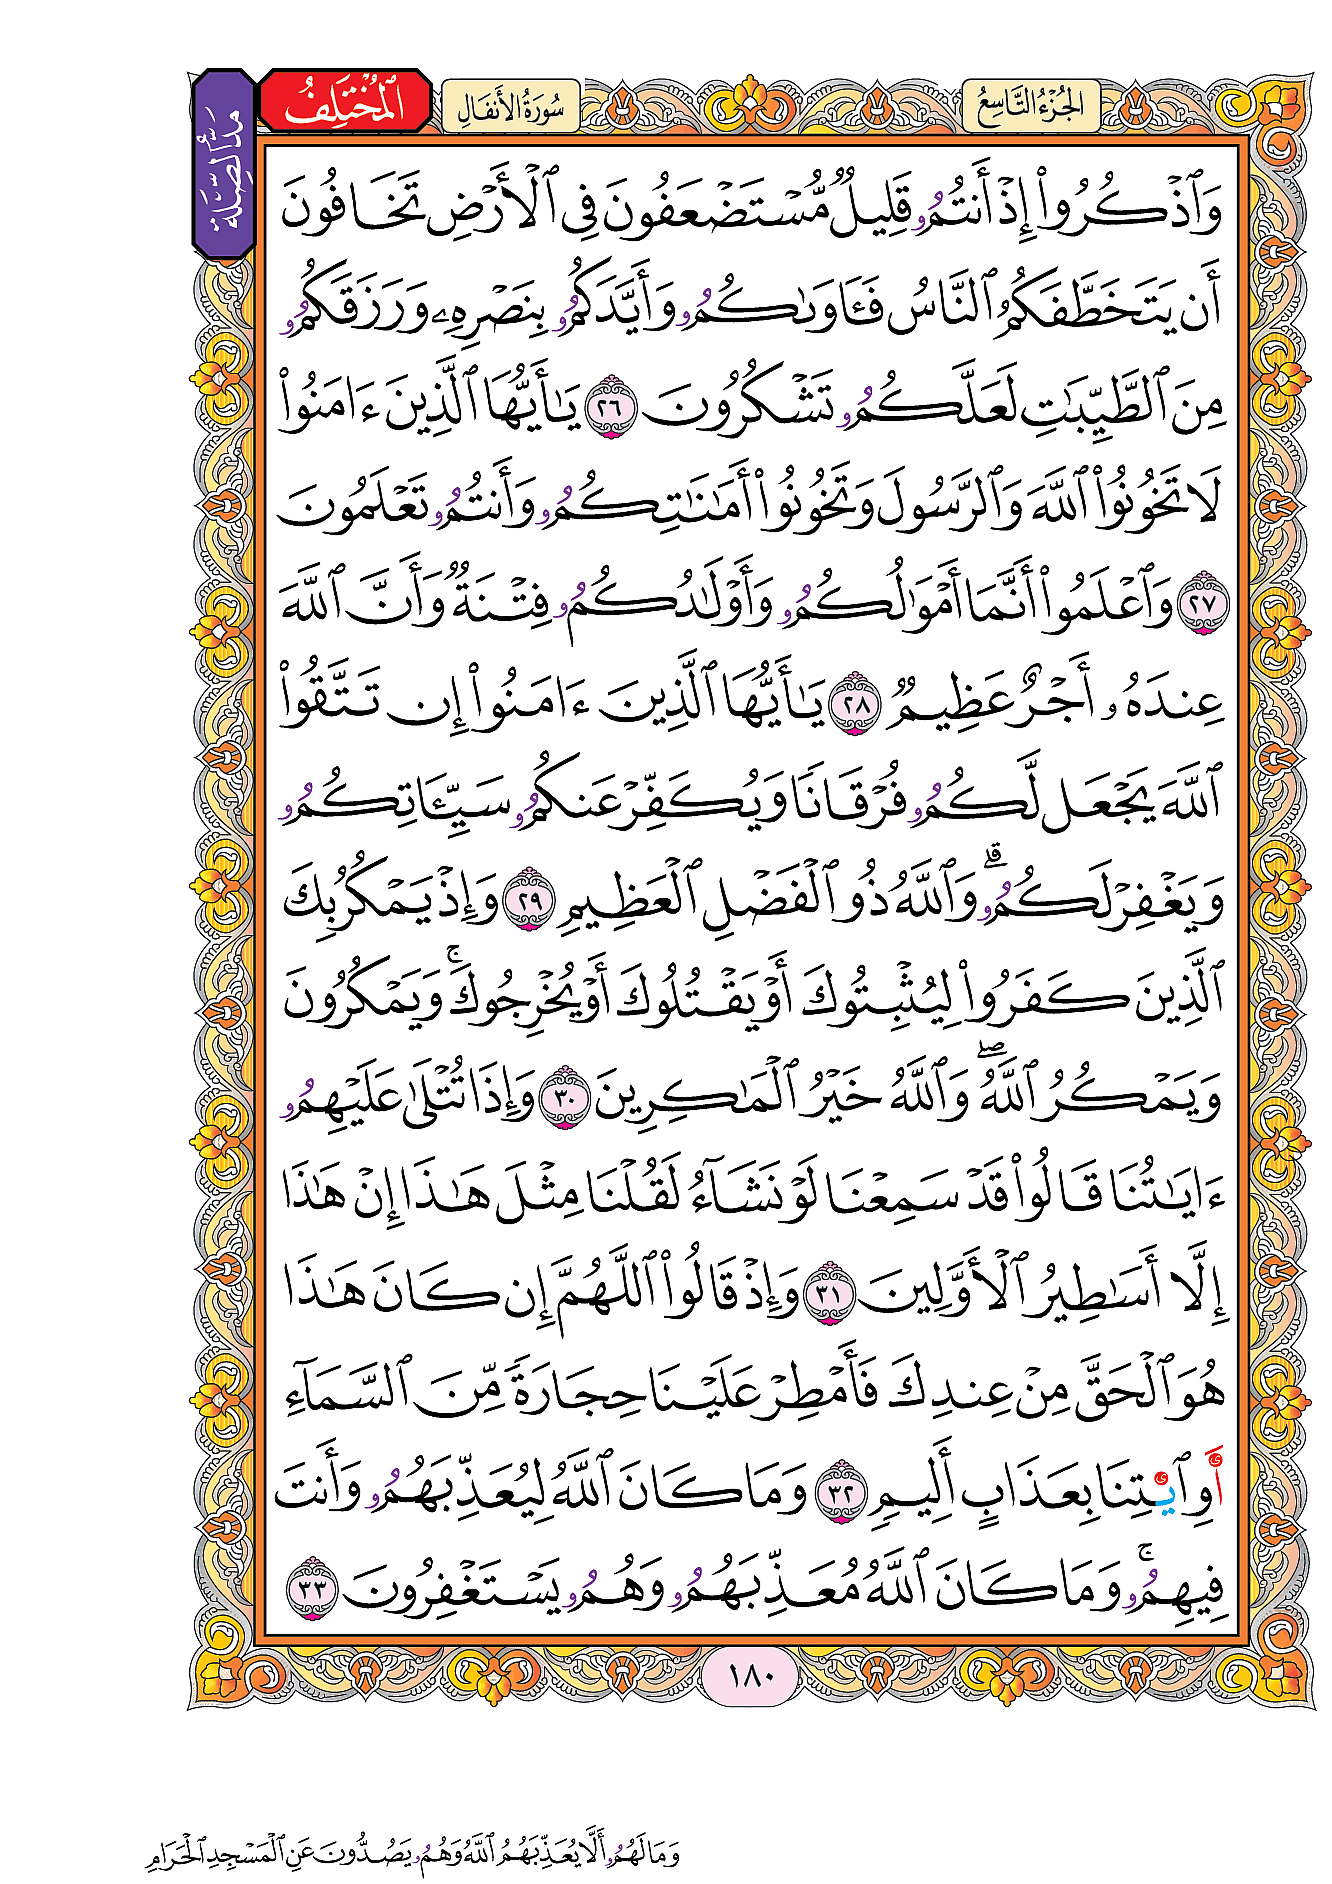 الجُزْءُ التَّاسِعُ
سُورَةُ الأَنفَالِ
المُخْتَلِفُ
مَدُّ الصِّلَةِ
وَٱذۡكُرُوٓاْ إِذۡ أَنتُمُۥ قَلِيلٞ مُّسۡتَضۡعَفُونَ فِي ٱلۡأَرۡضِ تَخَافُونَ
أَن يَتَخَطَّفَكُمُ ٱلنَّاسُ فَـَٔاوَىٰكُمُۥ وَأَيَّدَكُمُۥ بِنَصۡرِهِۦ وَرَزَقَكُمُۥ
مِنَ ٱلطَّيِّبَٰتِ لَعَلَّكُمُۥ تَشۡكُرُونَ ٢٦ يَٰٓأَيُّهَا ٱلَّذِينَ ءَامَنُواْ
لَا تَخُونُواْ ٱللَّهَ وَٱلرَّسُولَ وَتَخُونُوٓاْ أَمَٰنَٰتِكُمُۥ وَأَنتُمُۥ تَعۡلَمُونَ
٢٧ وَٱعۡلَمُوٓاْ أَنَّمَآ أَمۡوَٰلُكُمُۥ وَأَوۡلَٰدُكُمُۥ فِتۡنَةٞ وَأَنَّ ٱللَّهَ
عِندَهُۥٓ أَجۡرٌ عَظِيمٞ ٢٨ يَٰٓأَيُّهَا ٱلَّذِينَ ءَامَنُوٓاْ إِن تَتَّقُواْ
ٱللَّهَ يَجۡعَل لَّكُمُۥ فُرۡقَانٗا وَيُكَفِّرۡ عَنكُمُۥ سَيِّـَٔاتِكُمُۥ
وَيَغۡفِرۡ لَكُمُۥۗ وَٱللَّهُ ذُو ٱلۡفَضۡلِ ٱلۡعَظِيمِ ٢٩ وَإِذۡ يَمۡكُرُ بِكَ
ٱلَّذِينَ كَفَرُواْ لِيُثۡبِتُوكَ أَوۡ يَقۡتُلُوكَ أَوۡ يُخۡرِجُوكَۚ وَيَمۡكُرُونَ
وَيَمۡكُرُ ٱللَّهُۖ وَٱللَّهُ خَيۡرُ ٱلۡمَٰكِرِينَ ٣٠ وَإِذَا تُتۡلَىٰ عَلَيۡهِمُۥ
ءَايَٰتُنَا قَالُواْ قَدۡ سَمِعۡنَا لَوۡ نَشَآءُ لَقُلۡنَا مِثۡلَ هَٰذَآ إِنۡ هَٰذَآ
إِلَّآ أَسَٰطِيرُ ٱلۡأَوَّلِينَ ٣١ وَإِذۡ قَالُواْ ٱللَّهُمَّ إِن كَانَ هَٰذَا
هُوَ ٱلۡحَقَّ مِنۡ عِندِكَ فَأَمۡطِرۡ عَلَيۡنَا حِجَارَةٗ مِّنَ ٱلسَّمَآءِ
أَوِ ٱيۡٔتِنَا بِعَذَابٍ أَلِيمٖ ٣٢ وَمَا كَانَ ٱللَّهُ لِيُعَذِّبَهُمُۥ وَأَنتَ
فِيهِمُۥۚ وَمَا كَانَ ٱللَّهُ مُعَذِّبَهُمُۥ وَهُمُۥ يَسۡتَغۡفِرُونَ ٣٣
١٨٠
وَمَا لَهُمُۥٓ أَلَّا يُعَذِّبَهُمُ ٱللَّهُ وَهُمُۥ يَصُدُّونَ عَنِ ٱلۡمَسۡجِدِ ٱلۡحَرَامِ